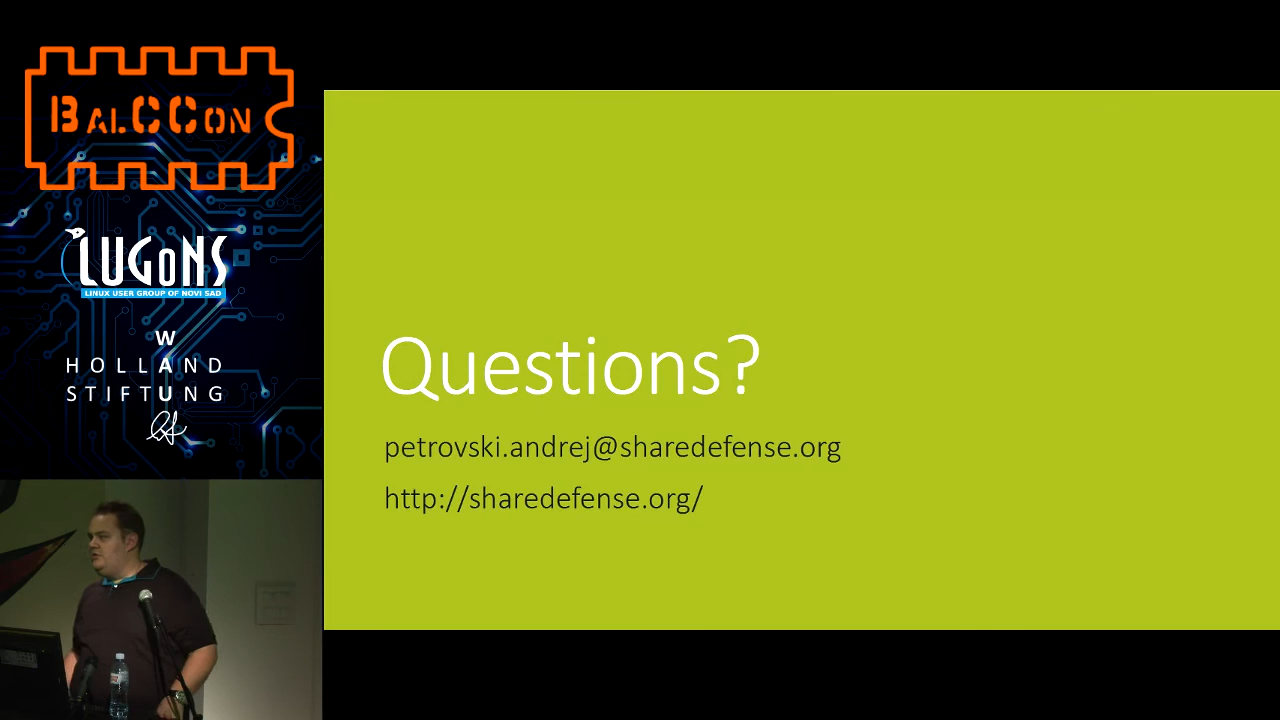 BalCCon
LUGoNS
LINUX USER GROUP OF NOVI SAD
W
HOLLAND
STIFTUNG
Questions?
petrovski.andrej@sharedefense.org
http://sharedefense.org/